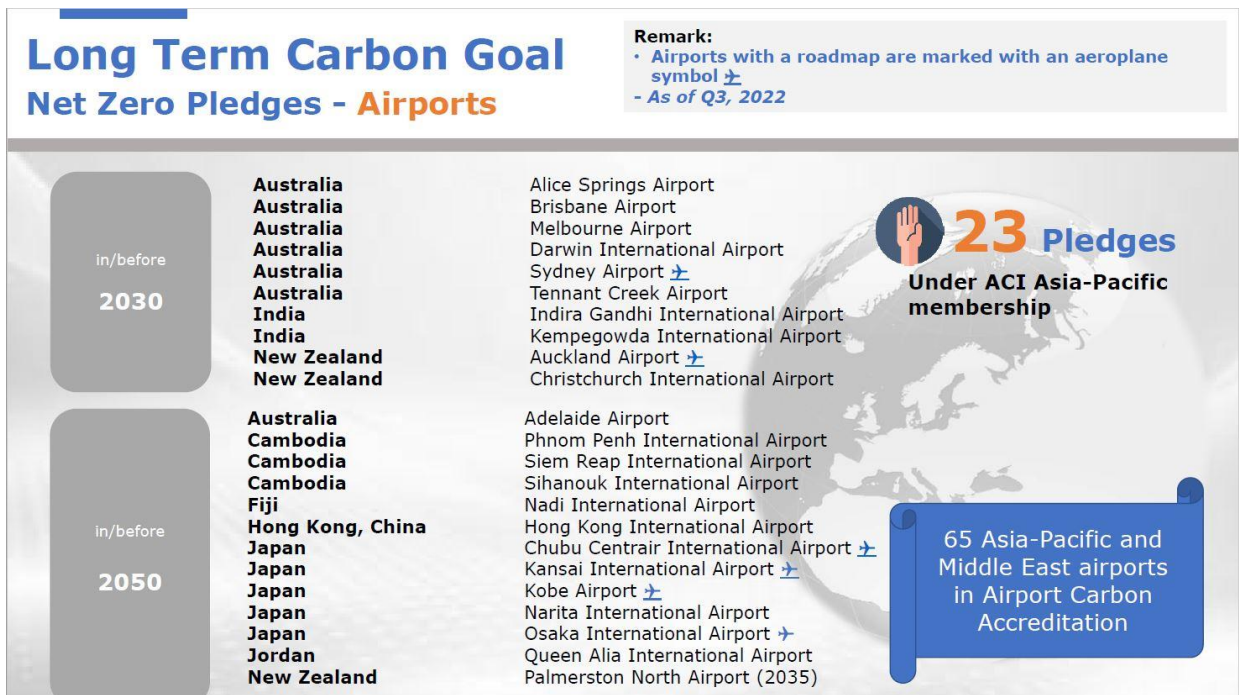 Long Term Carbon Goal
Net Zero Pledges - Airports
Remark:
• Airports with a roadmap are marked with an aeroplane
symbol ✈
- As of Q3, 2022
in/before
2030
Australia Alice Springs Airport
Australia Brisbane Airport
Australia Melbourne Airport
Australia Darwin International Airport
Australia Sydney Airport ✈
Australia Tennant Creek Airport
India Indira Gandhi International Airport
India Kempegowda International Airport
New Zealand Auckland Airport ✈
New Zealand Christchurch International Airport
23 Pledges
Under ACI Asia-Pacific
membership
in/before
2050
Australia Adelaide Airport
Cambodia Phnom Penh International Airport
Cambodia Siem Reap International Airport
Cambodia Sihanouk International Airport
Fiji Nadi International Airport
Hong Kong, China Hong Kong International Airport
Japan Chubu Centrair International Airport ✈
Japan Kansai International Airport ✈
Japan Kobe Airport ✈
Japan Narita International Airport
Japan Osaka International Airport ✈
Jordan Queen Alia International Airport
New Zealand Palmerston North Airport (2035)
65 Asia-Pacific and
Middle East airports
in Airport Carbon
Accreditation